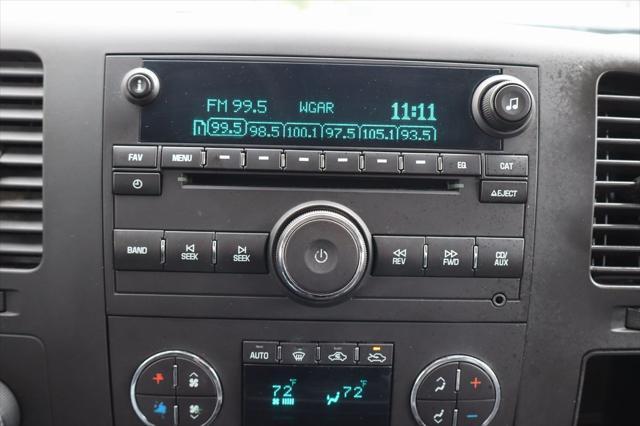 FM 99.5 WGAR 11:11
99.5 98.5 100.1 97.5 105.1 93.5
FAV MENU EQ CAT
EJECT
BAND SEEK SEEK REV FWD CD/AUX
AUTO
72° 72°